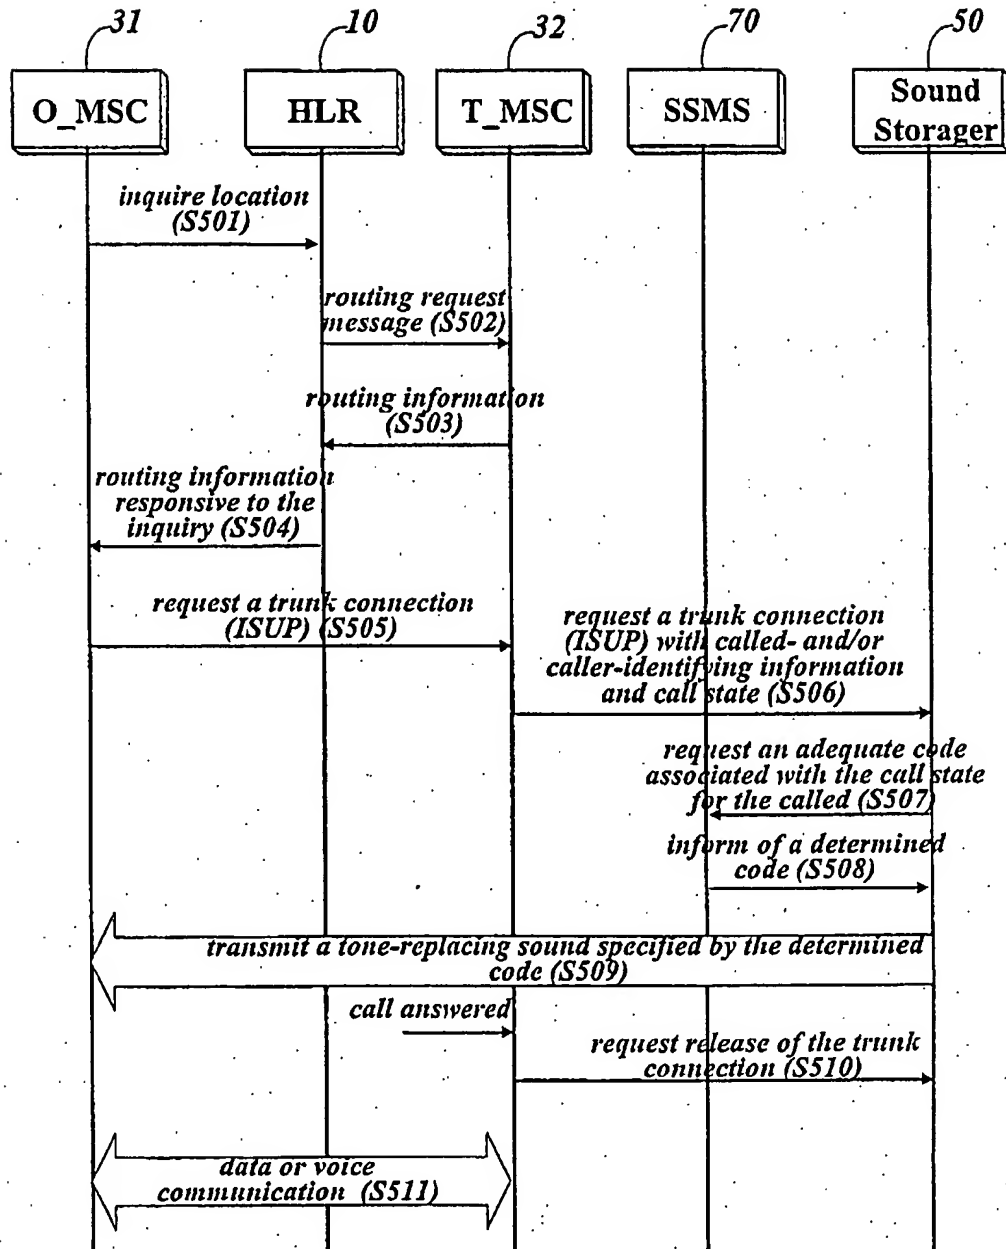 31
10
32
70
50
O_MSC
HLR
T_MSC
SSMS
Sound
Storager
inquire location
(S501)
routing request
message (S502)
routing information
(S503)
routing information
responsive to the
inquiry (S504)
request a trunk connection
(ISUP) (S505)
request a trunk connection
(ISUP) with called- and/or
caller-identifying information
and call state (S506)
request an adequate code
associated with the call state
for the called (S507)
inform of a determined
code (S508)
transmit a tone-replacing sound specified by the determined
code (S509)
call answered
request release of the trunk
connection (S510)
data or voice
communication (S511)